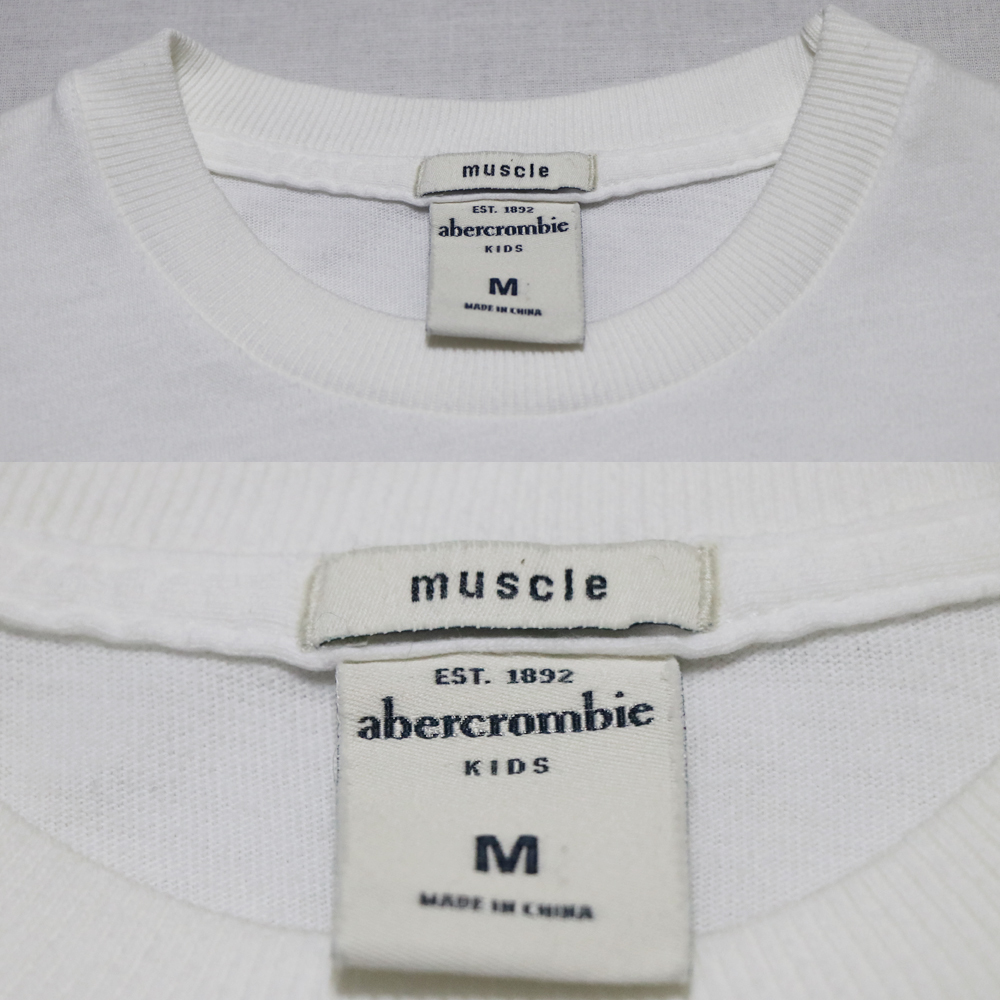 muscle
EST. 1892
abercrombie
KIDS
M
MADE IN CHINA
muscle
EST. 1892
abercrombie
KIDS
M
MADE IN CHINA